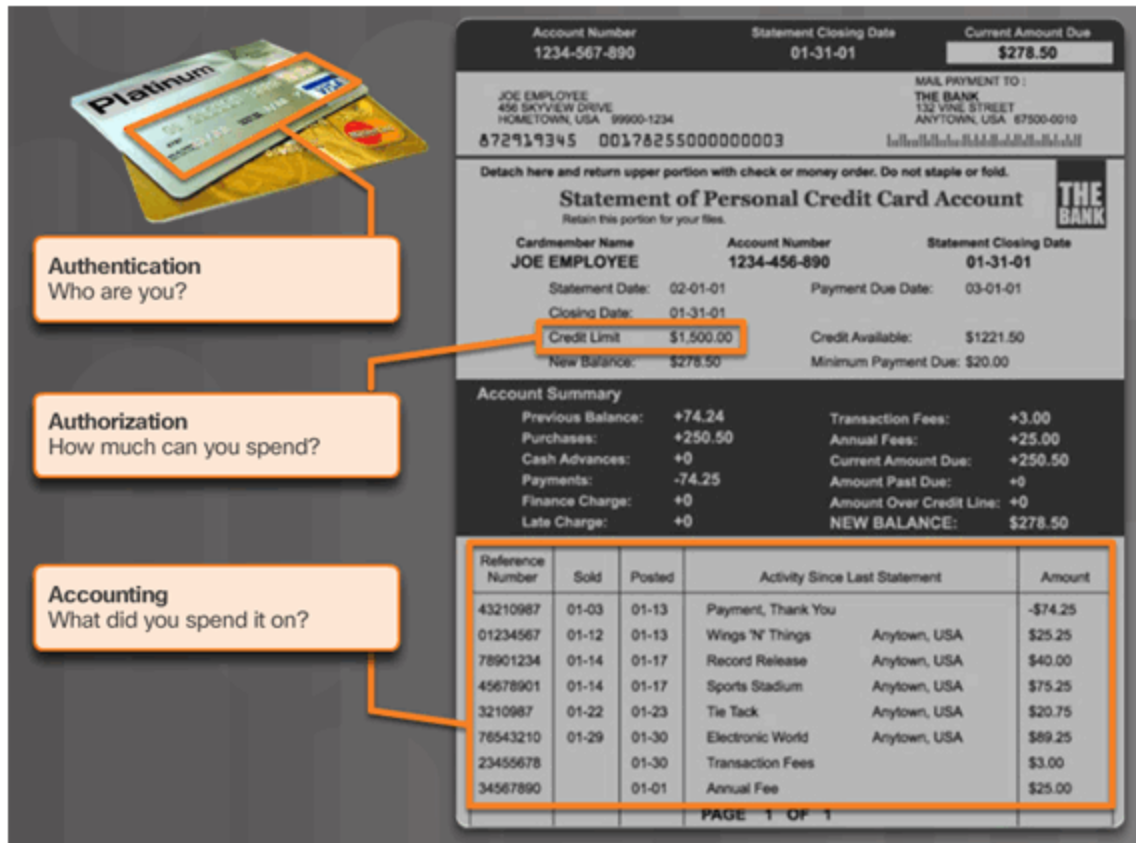 Platinum
VISA
Authentication
Who are you?
Authorization
How much can you spend?
Accounting
What did you spend it on?
Account Number Statement Closing Date Current Amount Due
1234-567-890 01-31-01 $278.50
JOE EMPLOYEE
456 SKYVIEW DRIVE
HOMETOWN, USA 99900-1234
MAIL PAYMENT TO :
THE BANK
132 VINE STREET
ANYTOWN, USA 67500-0010
872919345 00178255000000003
Detach here and return upper portion with check or money order. Do not staple or fold.
Statement of Personal Credit Card Account
Retain this portion for your files.
THE
BANK
Cardmember Name Account Number Statement Closing Date
JOE EMPLOYEE 1234-456-890 01-31-01
Statement Date: 02-01-01 Payment Due Date: 03-01-01
Closing Date: 01-31-01
Credit Limit $1,500.00 Credit Available: $1221.50
New Balance: $278.50 Minimum Payment Due: $20.00
Account Summary
Previous Balance: +74.24 Transaction Fees: +3.00
Purchases: +250.50 Annual Fees: +25.00
Cash Advances: +0 Current Amount Due: +250.50
Payments: -74.25 Amount Past Due: +0
Finance Charge: +0 Amount Over Credit Line: +0
Late Charge: +0 NEW BALANCE: $278.50
Reference
Number Sold Posted Activity Since Last Statement Amount
43210987 01-03 01-13 Payment, Thank You -$74.25
01234567 01-12 01-13 Wings 'N' Things Anytown, USA $25.25
78901234 01-14 01-17 Record Release Anytown, USA $40.00
45678901 01-14 01-17 Sports Stadium Anytown, USA $75.25
3210987 01-22 01-23 Tie Tack Anytown, USA $20.75
76543210 01-29 01-30 Electronic World Anytown, USA $89.25
23455678 01-30 Transaction Fees $3.00
34567890 01-01 Annual Fee $25.00
PAGE 1 OF 1